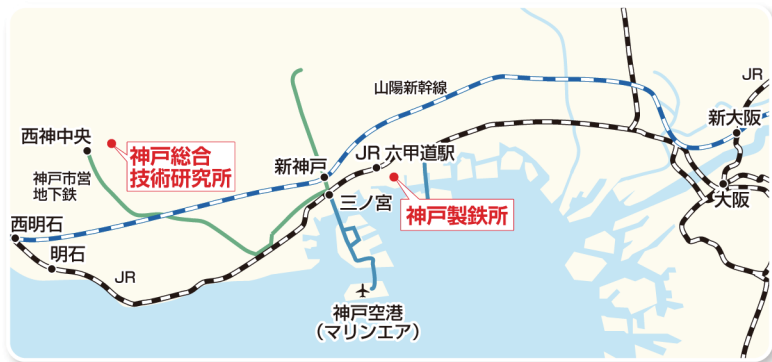 山陽新幹線
JR
新大阪
西神中央
神戸総合
技術研究所
新神戸
JR 六甲道駅
神戸市営
地下鉄
三ノ宮
神戸製鉄所
大阪
西明石
明石
JR
神戸空港
(マリンエア)